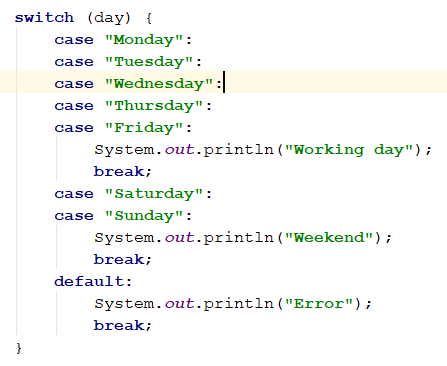 switch (day) {
    case "Monday":
    case "Tuesday":
    case "Wednesday":
    case "Thursday":
    case "Friday":
        System.out.println("Working day");
        break;
    case "Saturday":
    case "Sunday":
        System.out.println("Weekend");
        break;
    default:
        System.out.println("Error");
        break;
}